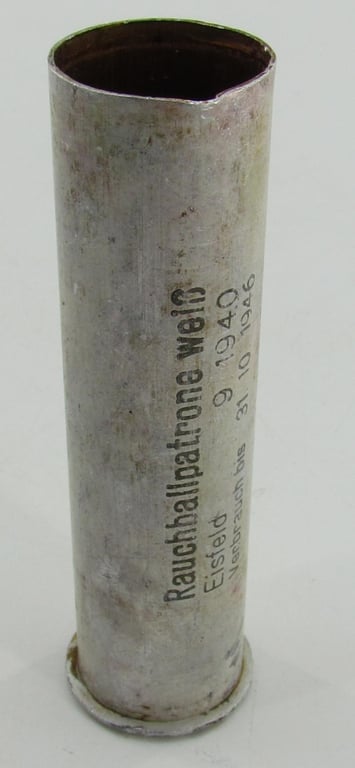 Rauchballpatrone weiß
Eisfeld 9 1940
Verbrauch bis 31 10 1946